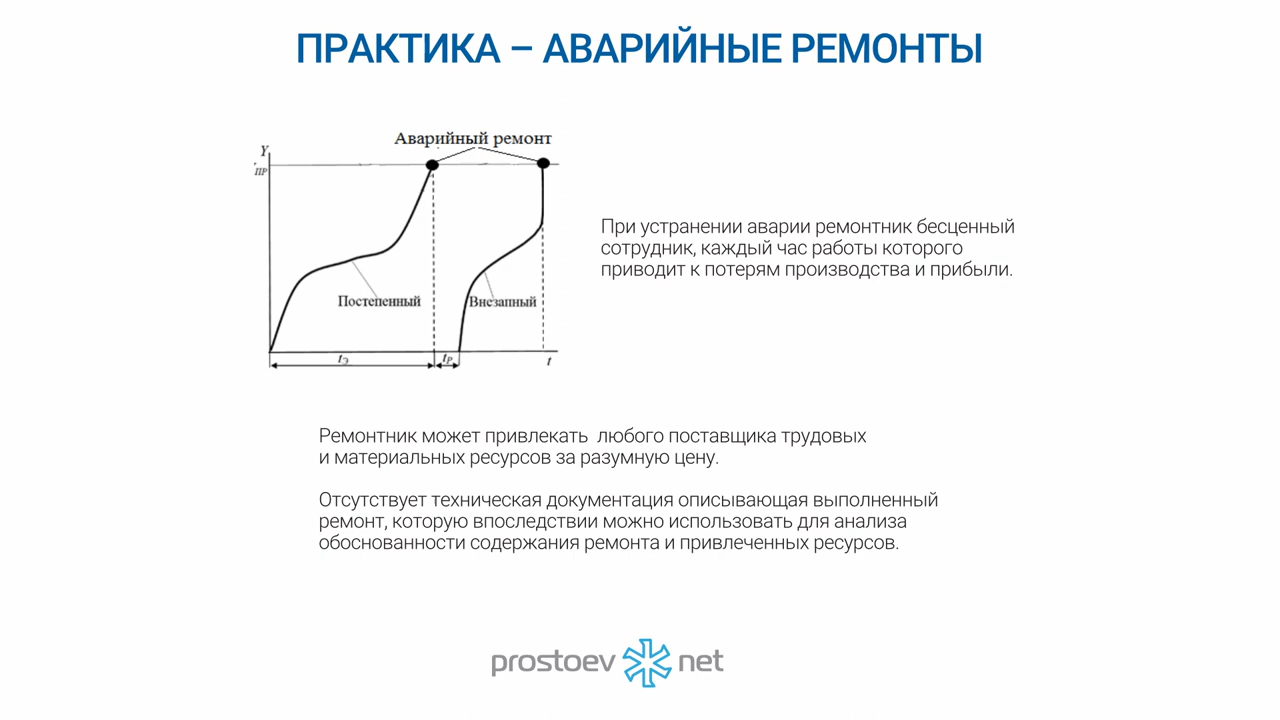 ПРАКТИКА – АВАРИЙНЫЕ РЕМОНТЫ
Аварийный ремонт
Y
ПР
Постепенный
Внезапный
tЭ
tР
t
При устранении аварии ремонтник бесценный
сотрудник, каждый час работы которого
приводит к потерям производства и прибыли.
Ремонтник может привлекать любого поставщика трудовых
и материальных ресурсов за разумную цену.
Отсутствует техническая документация описывающая выполненный
ремонт, которую впоследствии можно использовать для анализа
обоснованности содержания ремонта и привлеченных ресурсов.
prostoev net